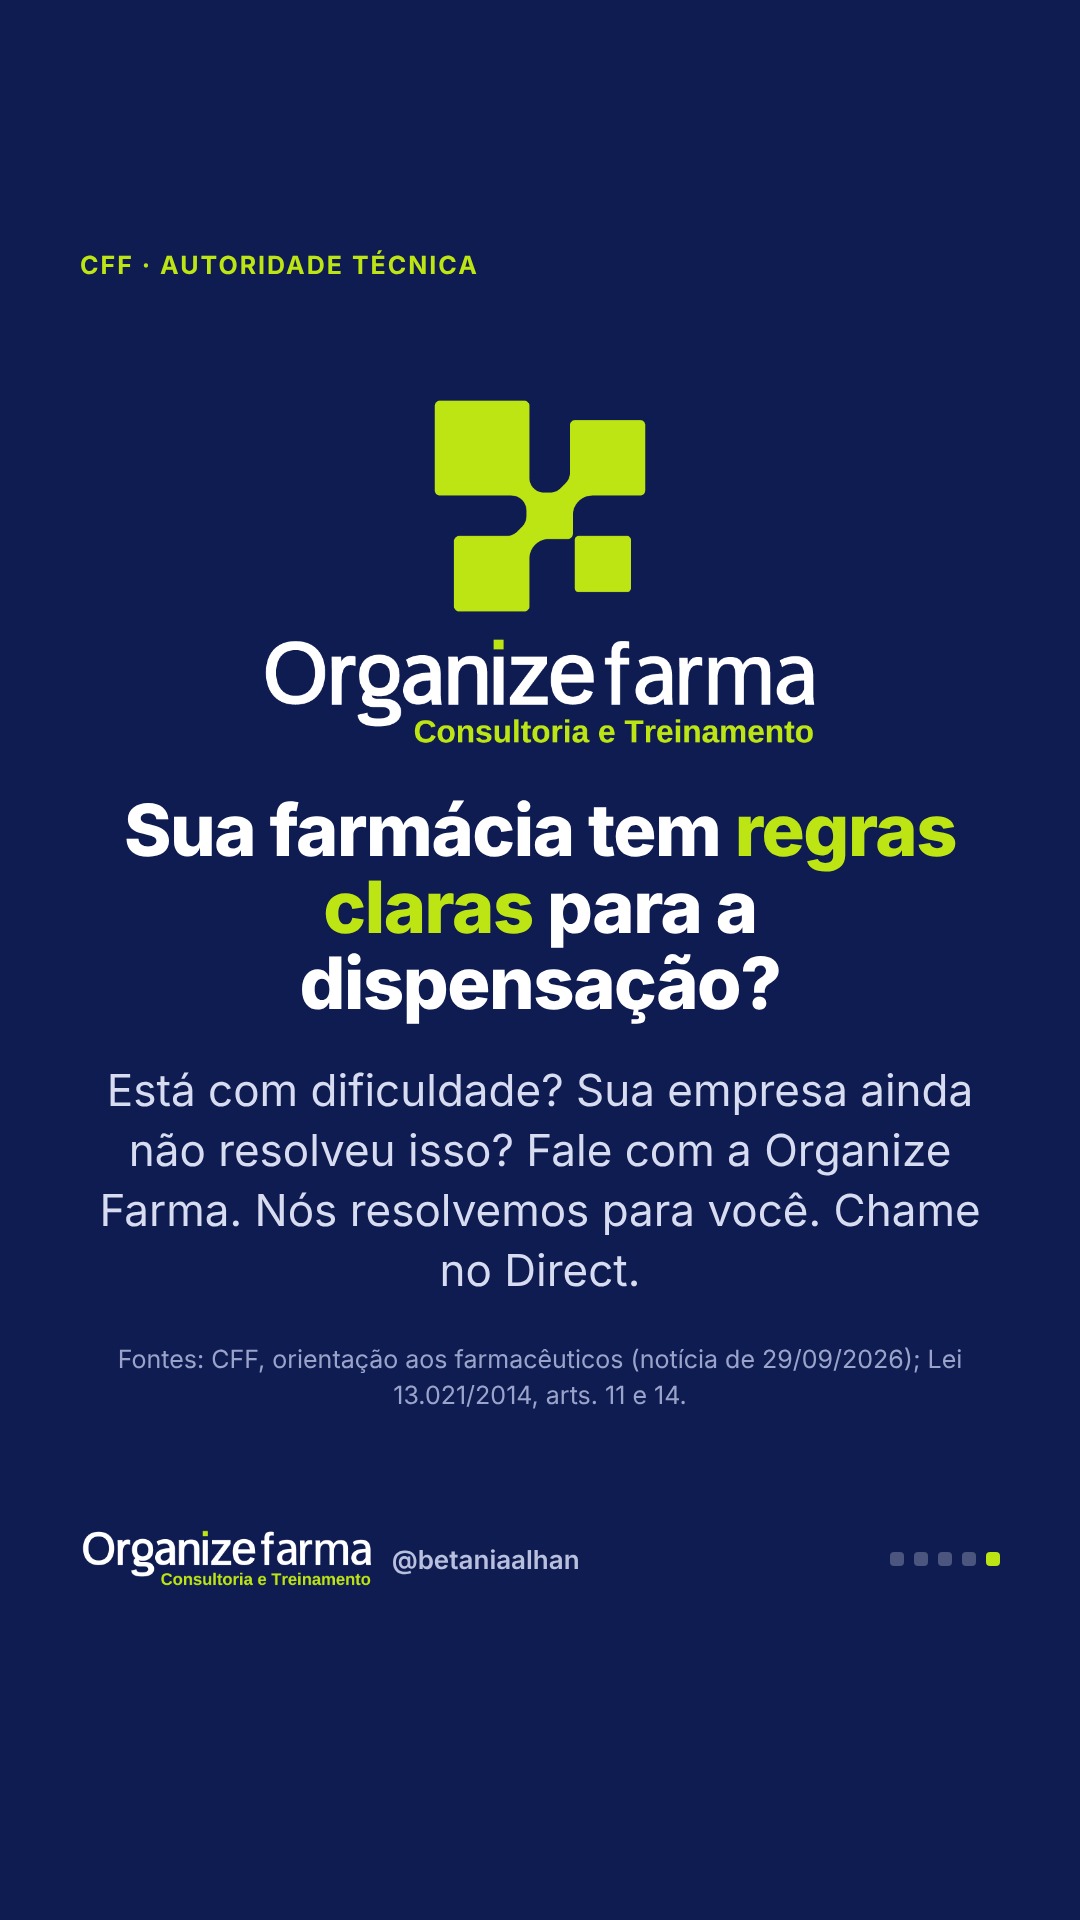 CFF · AUTORIDADE TÉCNICA
Organize farma
Consultoria e Treinamento
Sua farmácia tem regras
claras para a
dispensação?
Está com dificuldade? Sua empresa ainda
não resolveu isso? Fale com a Organize
Farma. Nós resolvemos para você. Chame
no Direct.
Fontes: CFF, orientação aos farmacêuticos (notícia de 29/09/2026); Lei
13.021/2014, arts. 11 e 14.
Organize farma
Consultoria e Treinamento
@betaniaalhan